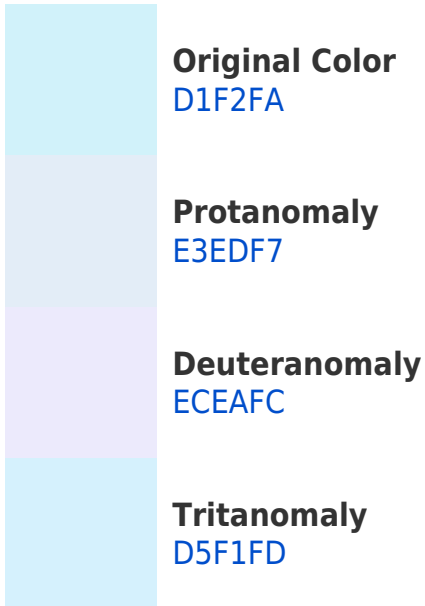 Original Color
D1F2FA
Protanomaly
E3EDF7
Deuteranomaly
ECEAFC
Tritanomaly
D5F1FD